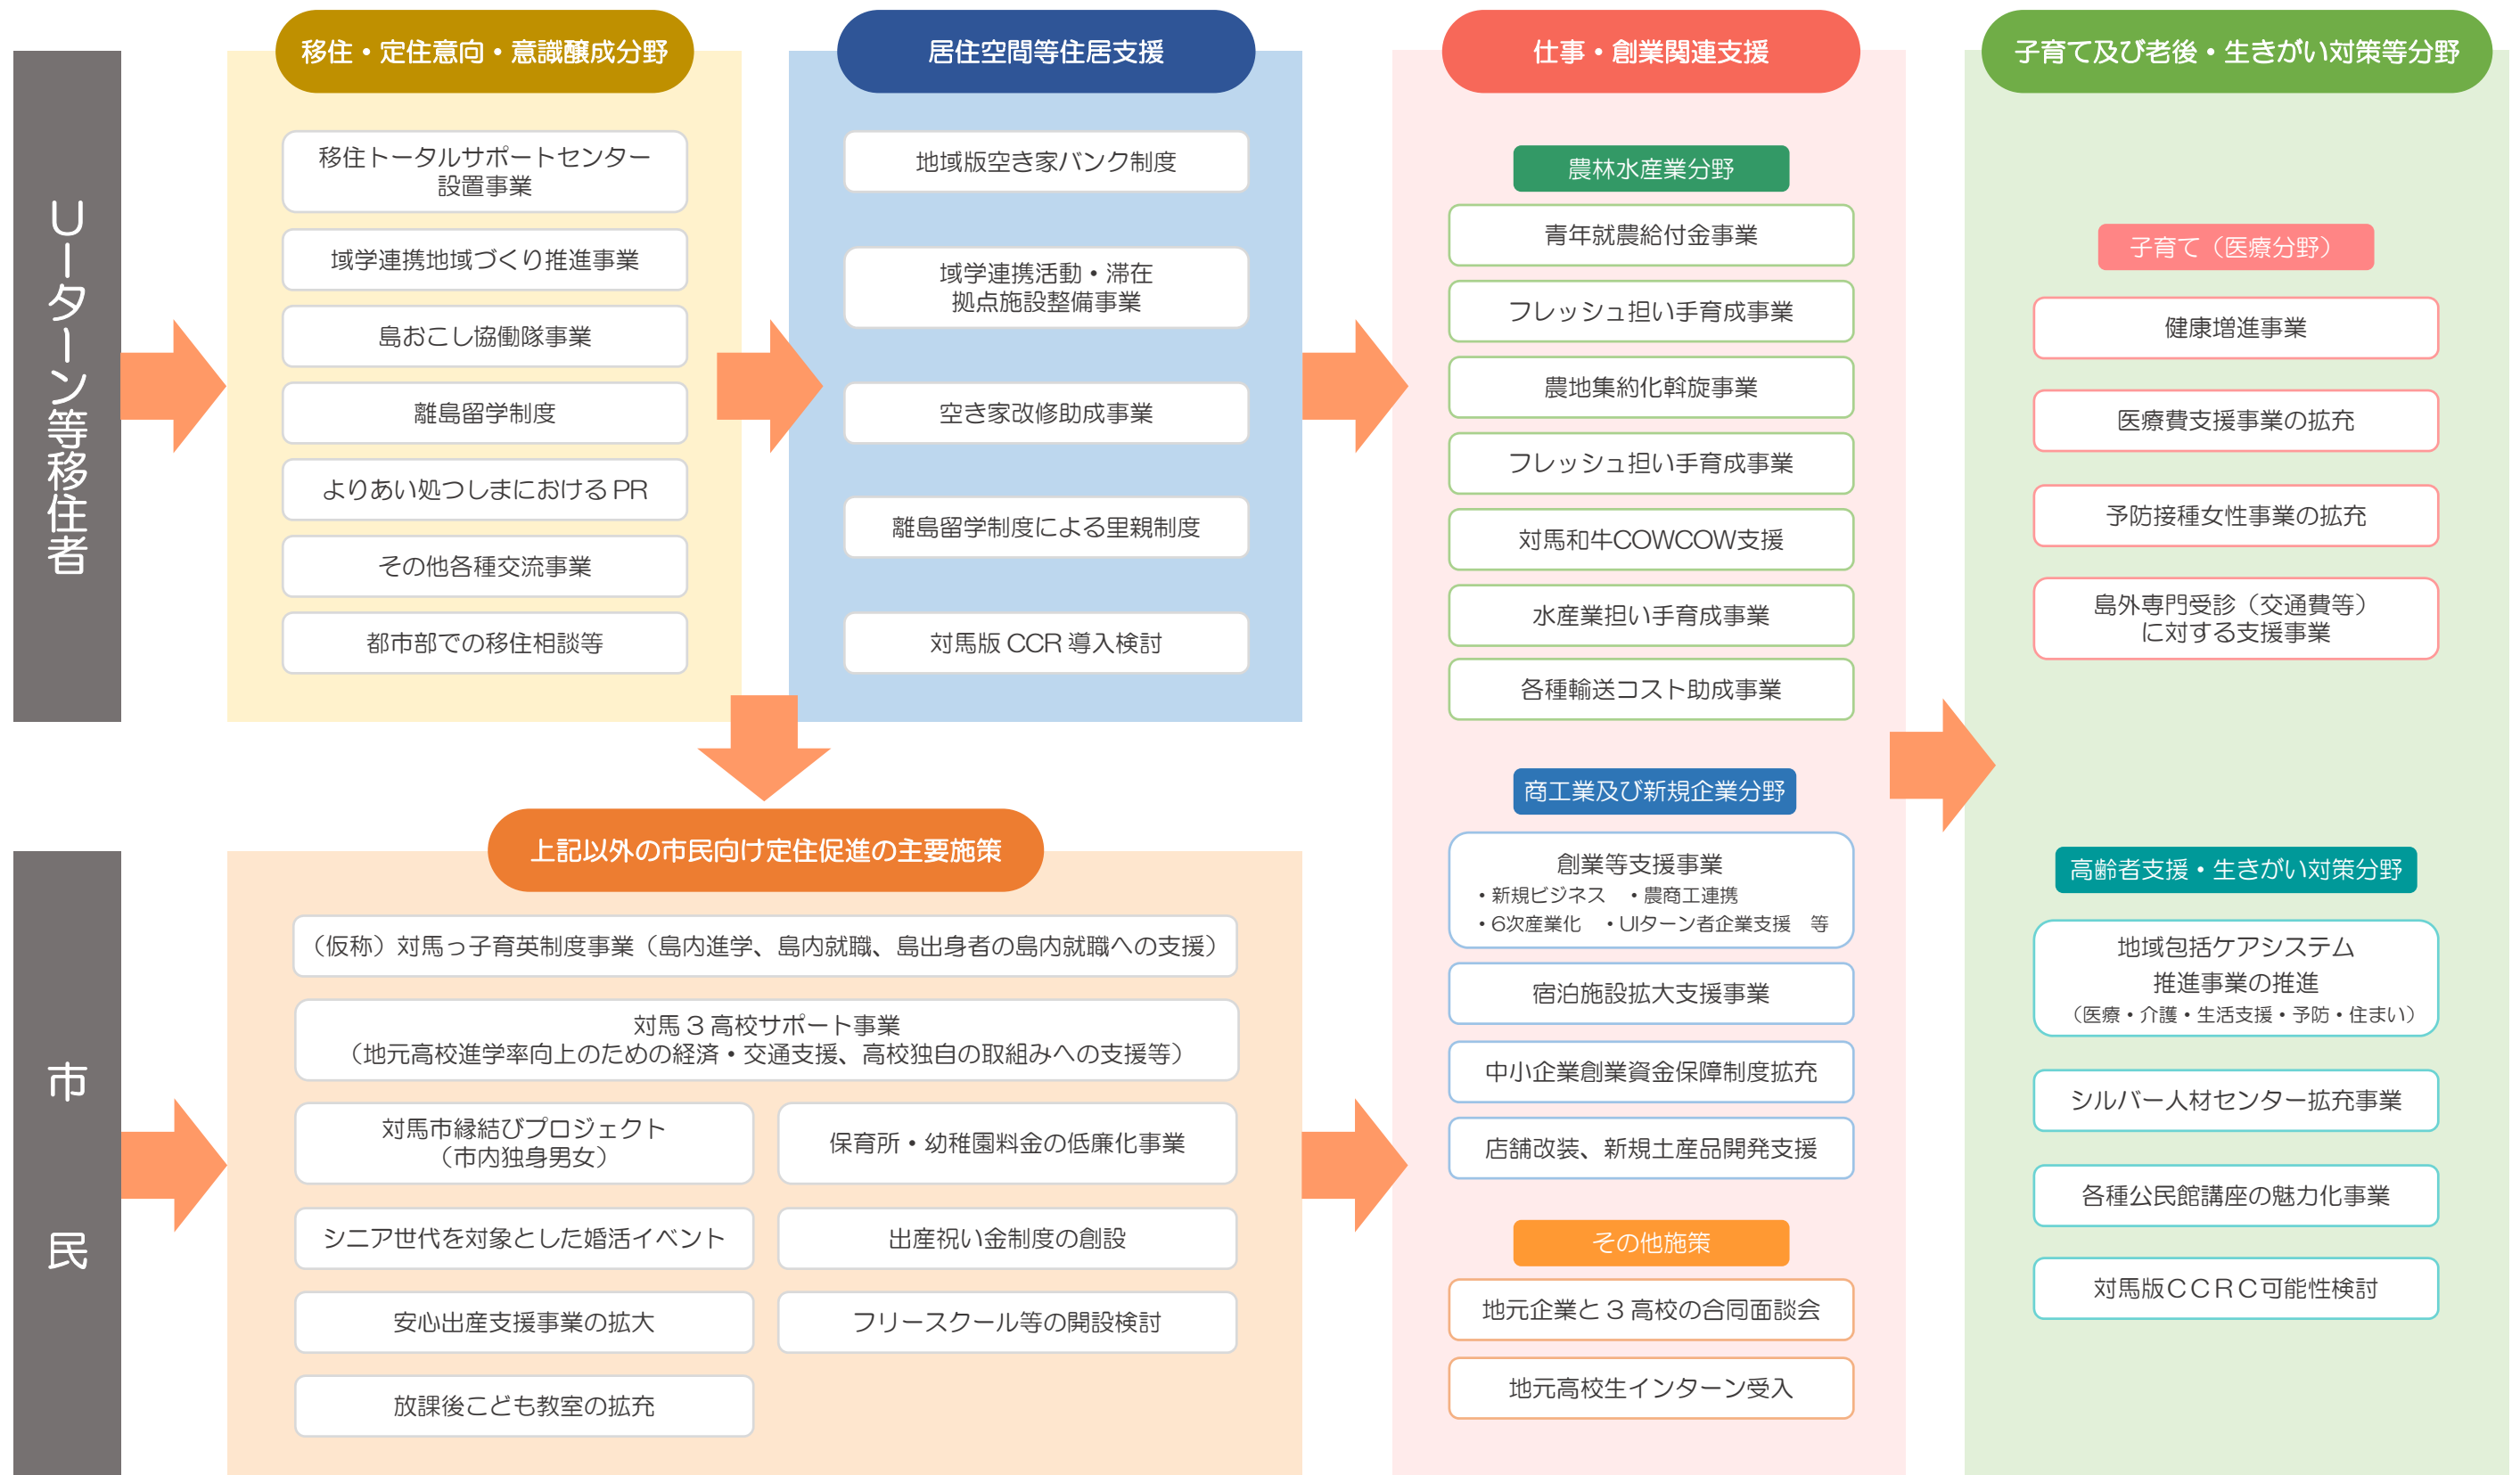 Uーターン等移住者
移住・定住意向・意識醸成分野
移住トータルサポートセンター
設置事業
域学連携地域づくり推進事業
島おこし協働隊事業
離島留学制度
よりあい処つしまにおける PR
その他各種交流事業
都市部での移住相談等
居住空間等住居支援
地域版空き家バンク制度
域学連携活動・滞在
拠点施設整備事業
空き家改修助成事業
離島留学制度による里親制度
対馬版 CCR 導入検討
市民
上記以外の市民向け定住促進の主要施策
（仮称）対馬っ子育英制度事業（島内進学、島内就職、島出身者の島内就職への支援）
対馬 3 高校サポート事業
（地元高校進学率向上のための経済・交通支援、高校独自の取組みへの支援等）
対馬市縁結びプロジェクト
（市内独身男女）
保育所・幼稚園料金の低廉化事業
シニア世代を対象とした婚活イベント
出産祝い金制度の創設
安心出産支援事業の拡大
フリースクール等の開設検討
放課後こども教室の拡充
仕事・創業関連支援
農林水産業分野
青年就農給付金事業
フレッシュ担い手育成事業
農地集約化斡旋事業
フレッシュ担い手育成事業
対馬和牛COWCOW支援
水産業担い手育成事業
各種輸送コスト助成事業
商工業及び新規企業分野
創業等支援事業
・新規ビジネス　・農商工連携
・6次産業化　・UIターン者企業支援　等
宿泊施設拡大支援事業
中小企業創業資金保障制度拡充
店舗改装、新規土産品開発支援
その他施策
地元企業と 3 高校の合同面談会
地元高校生インターン受入
子育て及び老後・生きがい対策等分野
子育て（医療分野）
健康増進事業
医療費支援事業の拡充
予防接種女性事業の拡充
島外専門受診（交通費等）
に対する支援事業
高齢者支援・生きがい対策分野
地域包括ケアシステム
推進事業の推進
（医療・介護・生活支援・予防・住まい）
シルバー人材センター拡充事業
各種公民館講座の魅力化事業
対馬版ＣＣＲＣ可能性検討